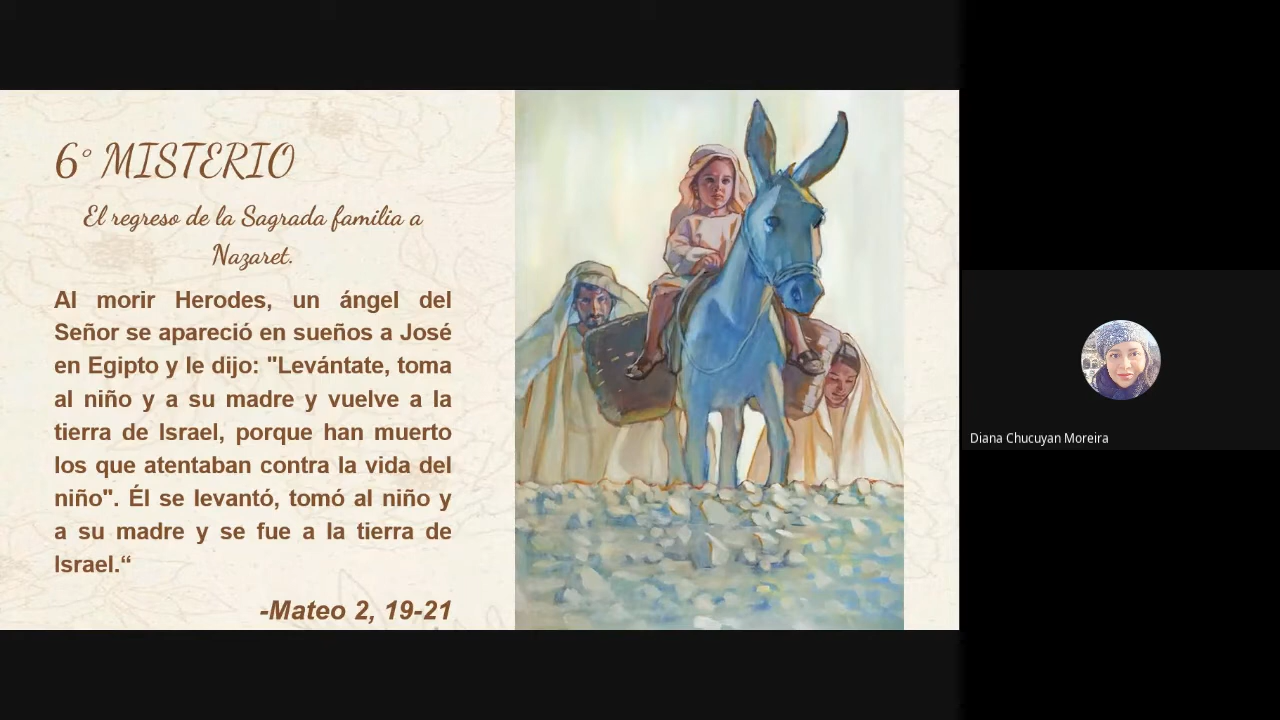 6° MISTERIO
El regreso de la Sagrada familia a
Nazaret.
Al morir Herodes, un ángel del
Señor se apareció en sueños a José
en Egipto y le dijo: "Levántate, toma
al niño y a su madre y vuelve a la
tierra de Israel, porque han muerto
los que atentaban contra la vida del
niño". Él se levantó, tomó al niño y
a su madre y se fue a la tierra de
Israel.“
-Mateo 2, 19-21
Diana Chucuyan Moreira